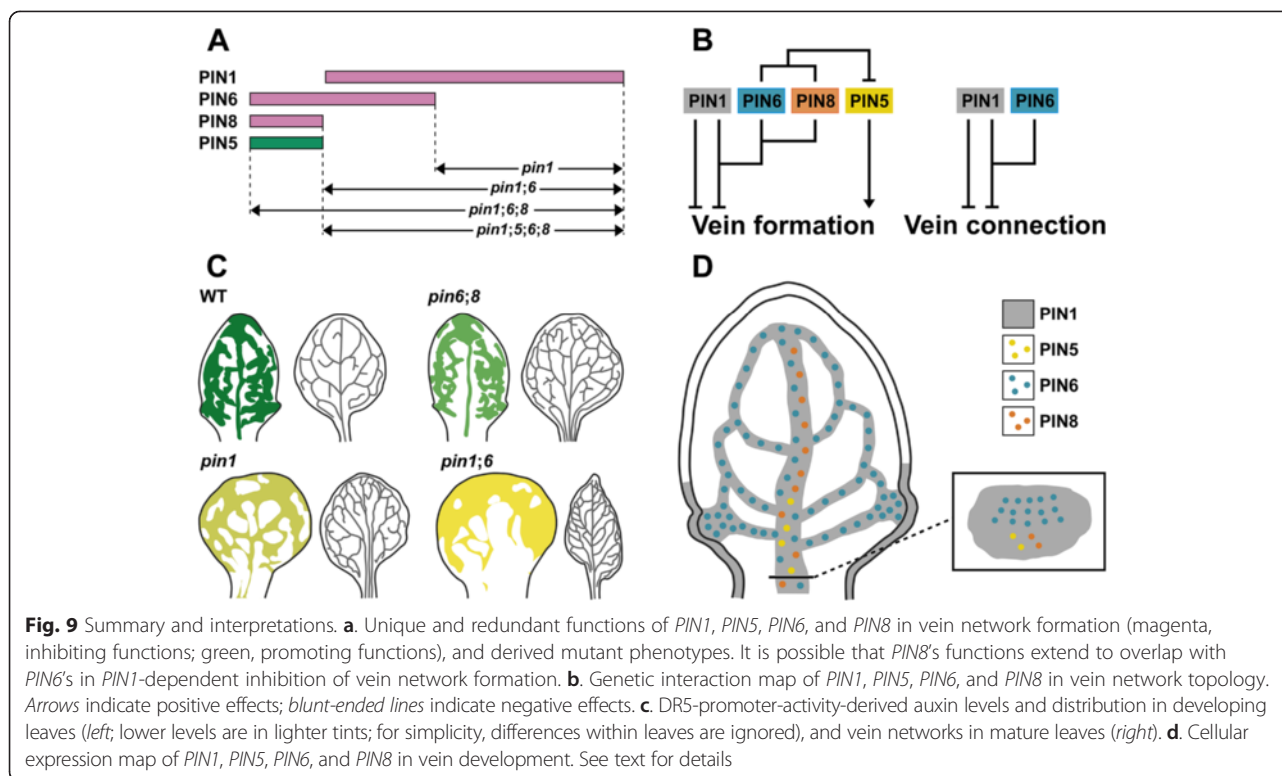 A
PIN1
PIN6
PIN8
PIN5
pin1
pin1;6
pin1;6;8
pin1;5;6;8
B
PIN1 PIN6 PIN8 PIN5
Vein formation
PIN1 PIN6
Vein connection
C
WT
pin6;8
pin1
pin1;6
D
PIN1
PIN5
PIN6
PIN8
Fig. 9 Summary and interpretations. a. Unique and redundant functions of PIN1, PIN5, PIN6, and PIN8 in vein network formation (magenta,
inhibiting functions; green, promoting functions), and derived mutant phenotypes. It is possible that PIN8's functions extend to overlap with
PIN6's in PIN1-dependent inhibition of vein network formation. b. Genetic interaction map of PIN1, PIN5, PIN6, and PIN8 in vein network topology.
Arrows indicate positive effects; blunt-ended lines indicate negative effects. c. DR5-promoter-activity-derived auxin levels and distribution in developing
leaves (left; lower levels are in lighter tints; for simplicity, differences within leaves are ignored), and vein networks in mature leaves (right). d. Cellular
expression map of PIN1, PIN5, PIN6, and PIN8 in vein development. See text for details